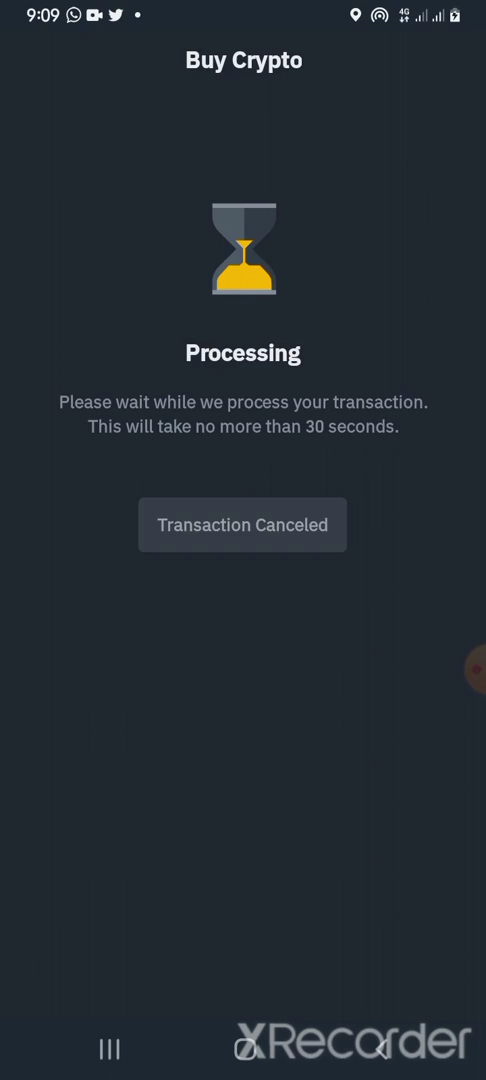 9:09 4G
Buy Crypto
Processing
Please wait while we process your transaction.
This will take no more than 30 seconds.
Transaction Canceled
XRecorder